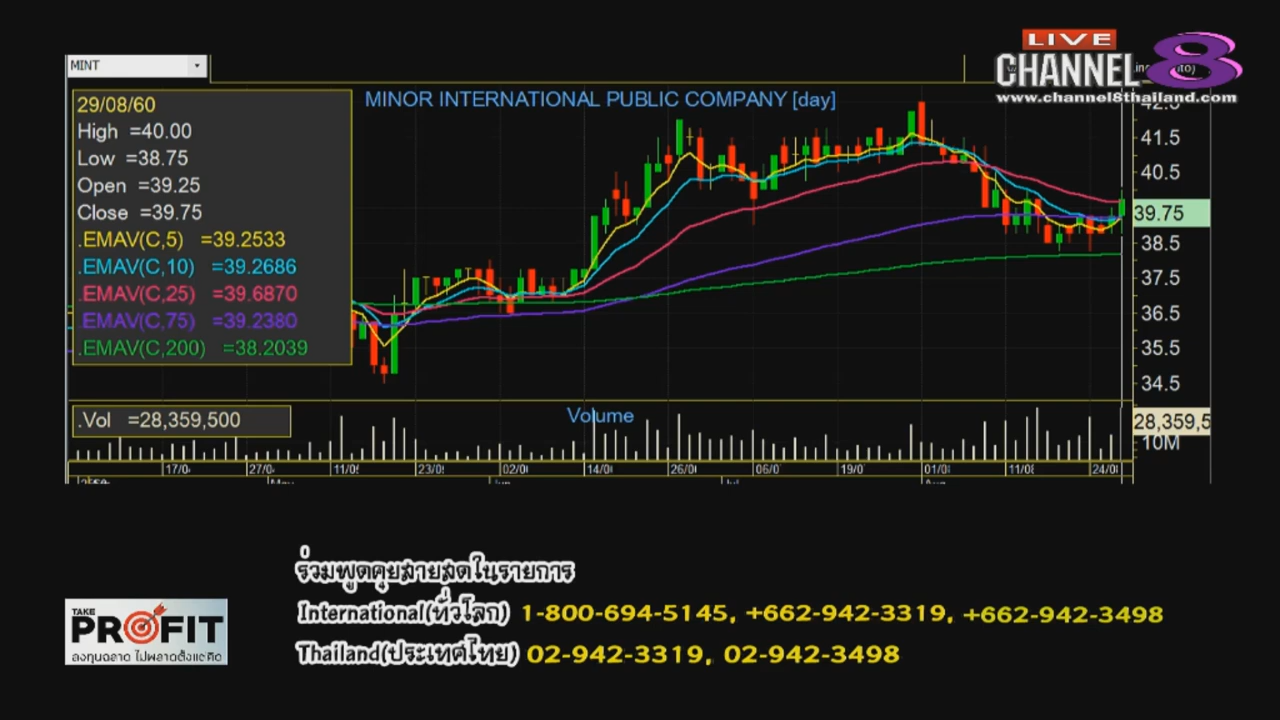 LIVE
CHANNEL 8
www.channel8thailand.com
MINT
29/08/60
High =40.00
Low =38.75
Open =39.25
Close =39.75
.EMAV(C,5) =39.2533
.EMAV(C,10) =39.2686
.EMAV(C,25) =39.6870
.EMAV(C,75) =39.2380
.EMAV(C,200) =38.2039
MINOR INTERNATIONAL PUBLIC COMPANY [day]
42.5
41.5
40.5
39.75
38.5
37.5
36.5
35.5
34.5
.Vol =28,359,500
Volume
28,359,5
10M
17/0 27/0 11/0 23/0 02/0 14/0 26/0 06/0 19/0 01/0 11/0 24/0
TAKE
PROFIT
ลงทุนฉลาด ไม่พลาดตั้งแต่คิด
ร่วมพูดคุยสายสดในรายการ
International(ทั่วโลก) 1-800-694-5145, +662-942-3319, +662-942-3498
Thailand(ประเทศไทย) 02-942-3319, 02-942-3498